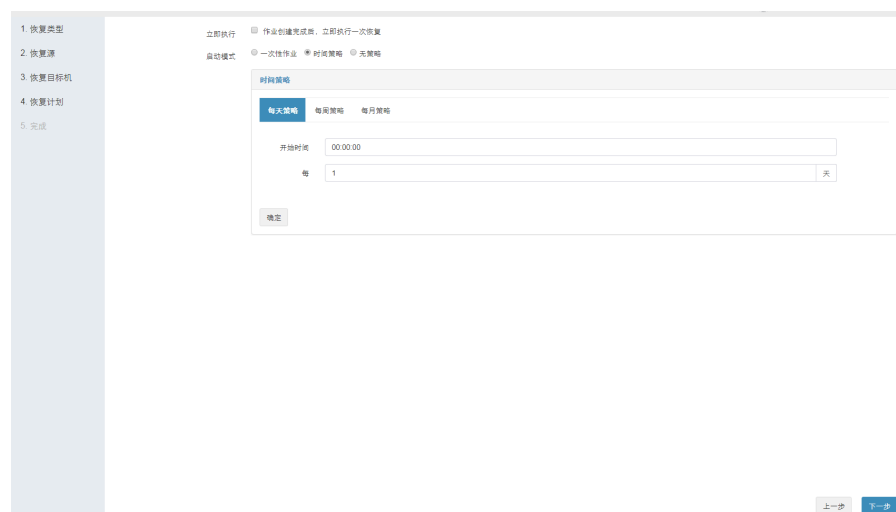 1. 恢复类型
2. 恢复源
3. 恢复目标机
4. 恢复计划
5. 完成
立即执行 作业创建完成后，立即执行一次恢复
启动模式 一次性作业 时间策略 无策略
时间策略
每天策略 每周策略 每月策略
开始时间 00:00:00
每 1 天
确定
上一步 下一步